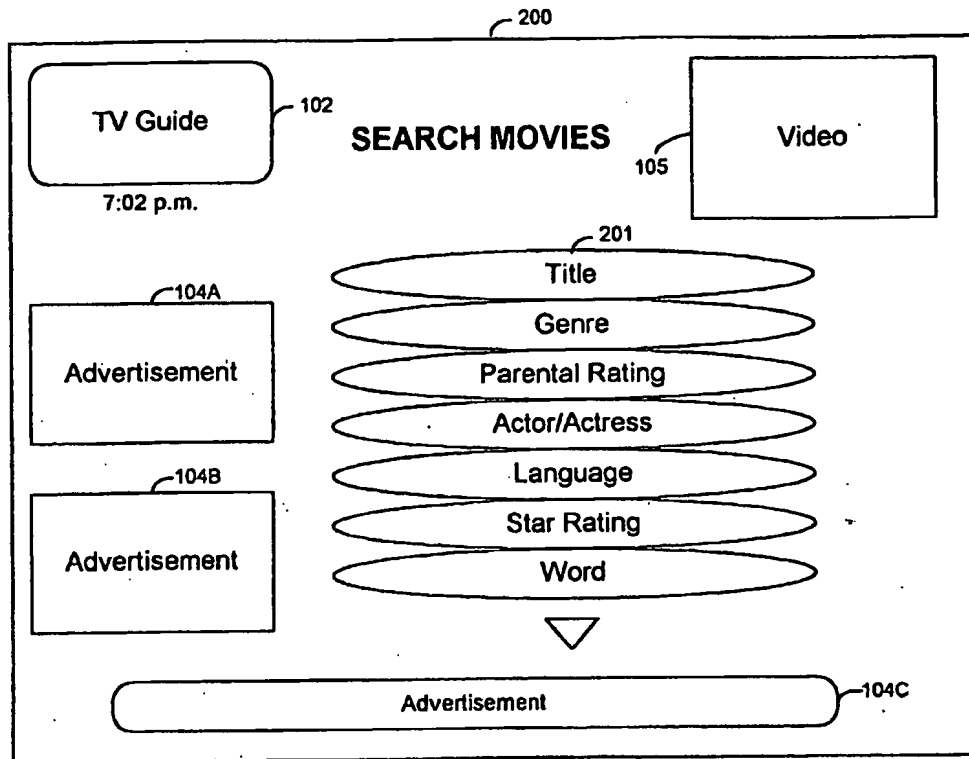 200
TV Guide
102
SEARCH MOVIES
105
Video
7:02 p.m.
201
Title
Genre
Parental Rating
Actor/Actress
Language
Star Rating
Word
104A
Advertisement
104B
Advertisement
Advertisement
104C